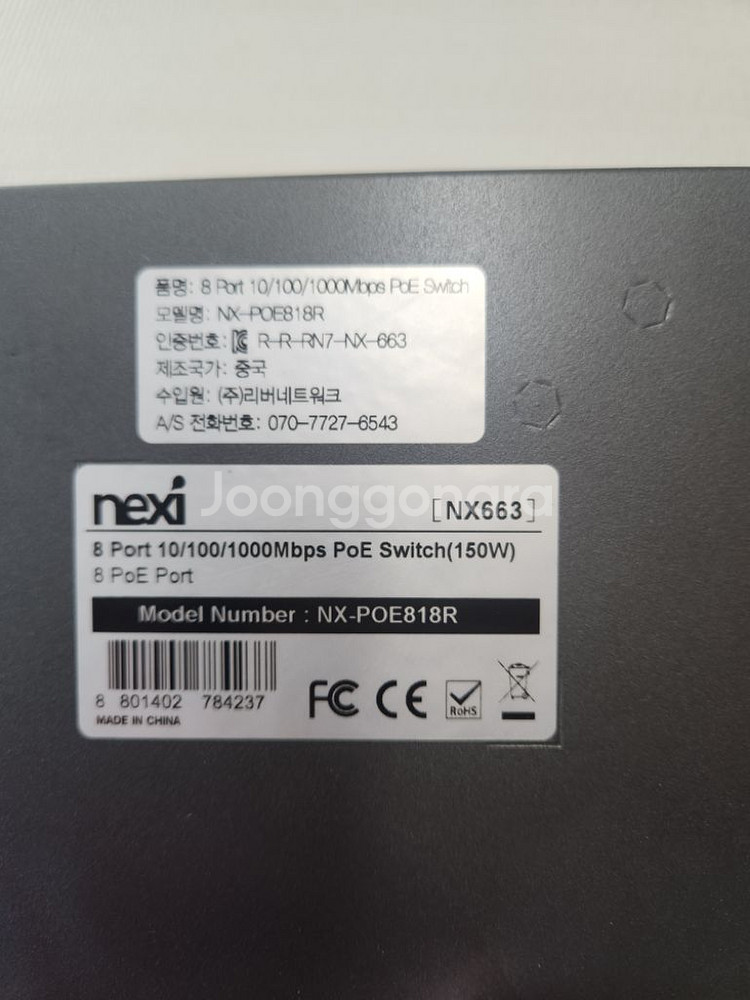 품명: 8 Port 10/100/1000Mbps PoE Switch
모델명: NX-POE818R
인증번호: R-R-RN7-NX-663
제조국가: 중국
수입원: (주)리버네트워크
A/S 전화번호: 070-7727-6543
nexi Joonggonara [NX663]
8 Port 10/100/1000Mbps PoE Switch(150W)
8 PoE Port
Model Number : NX-POE818R
8 801402 784237
MADE IN CHINA
FC CE RoHS